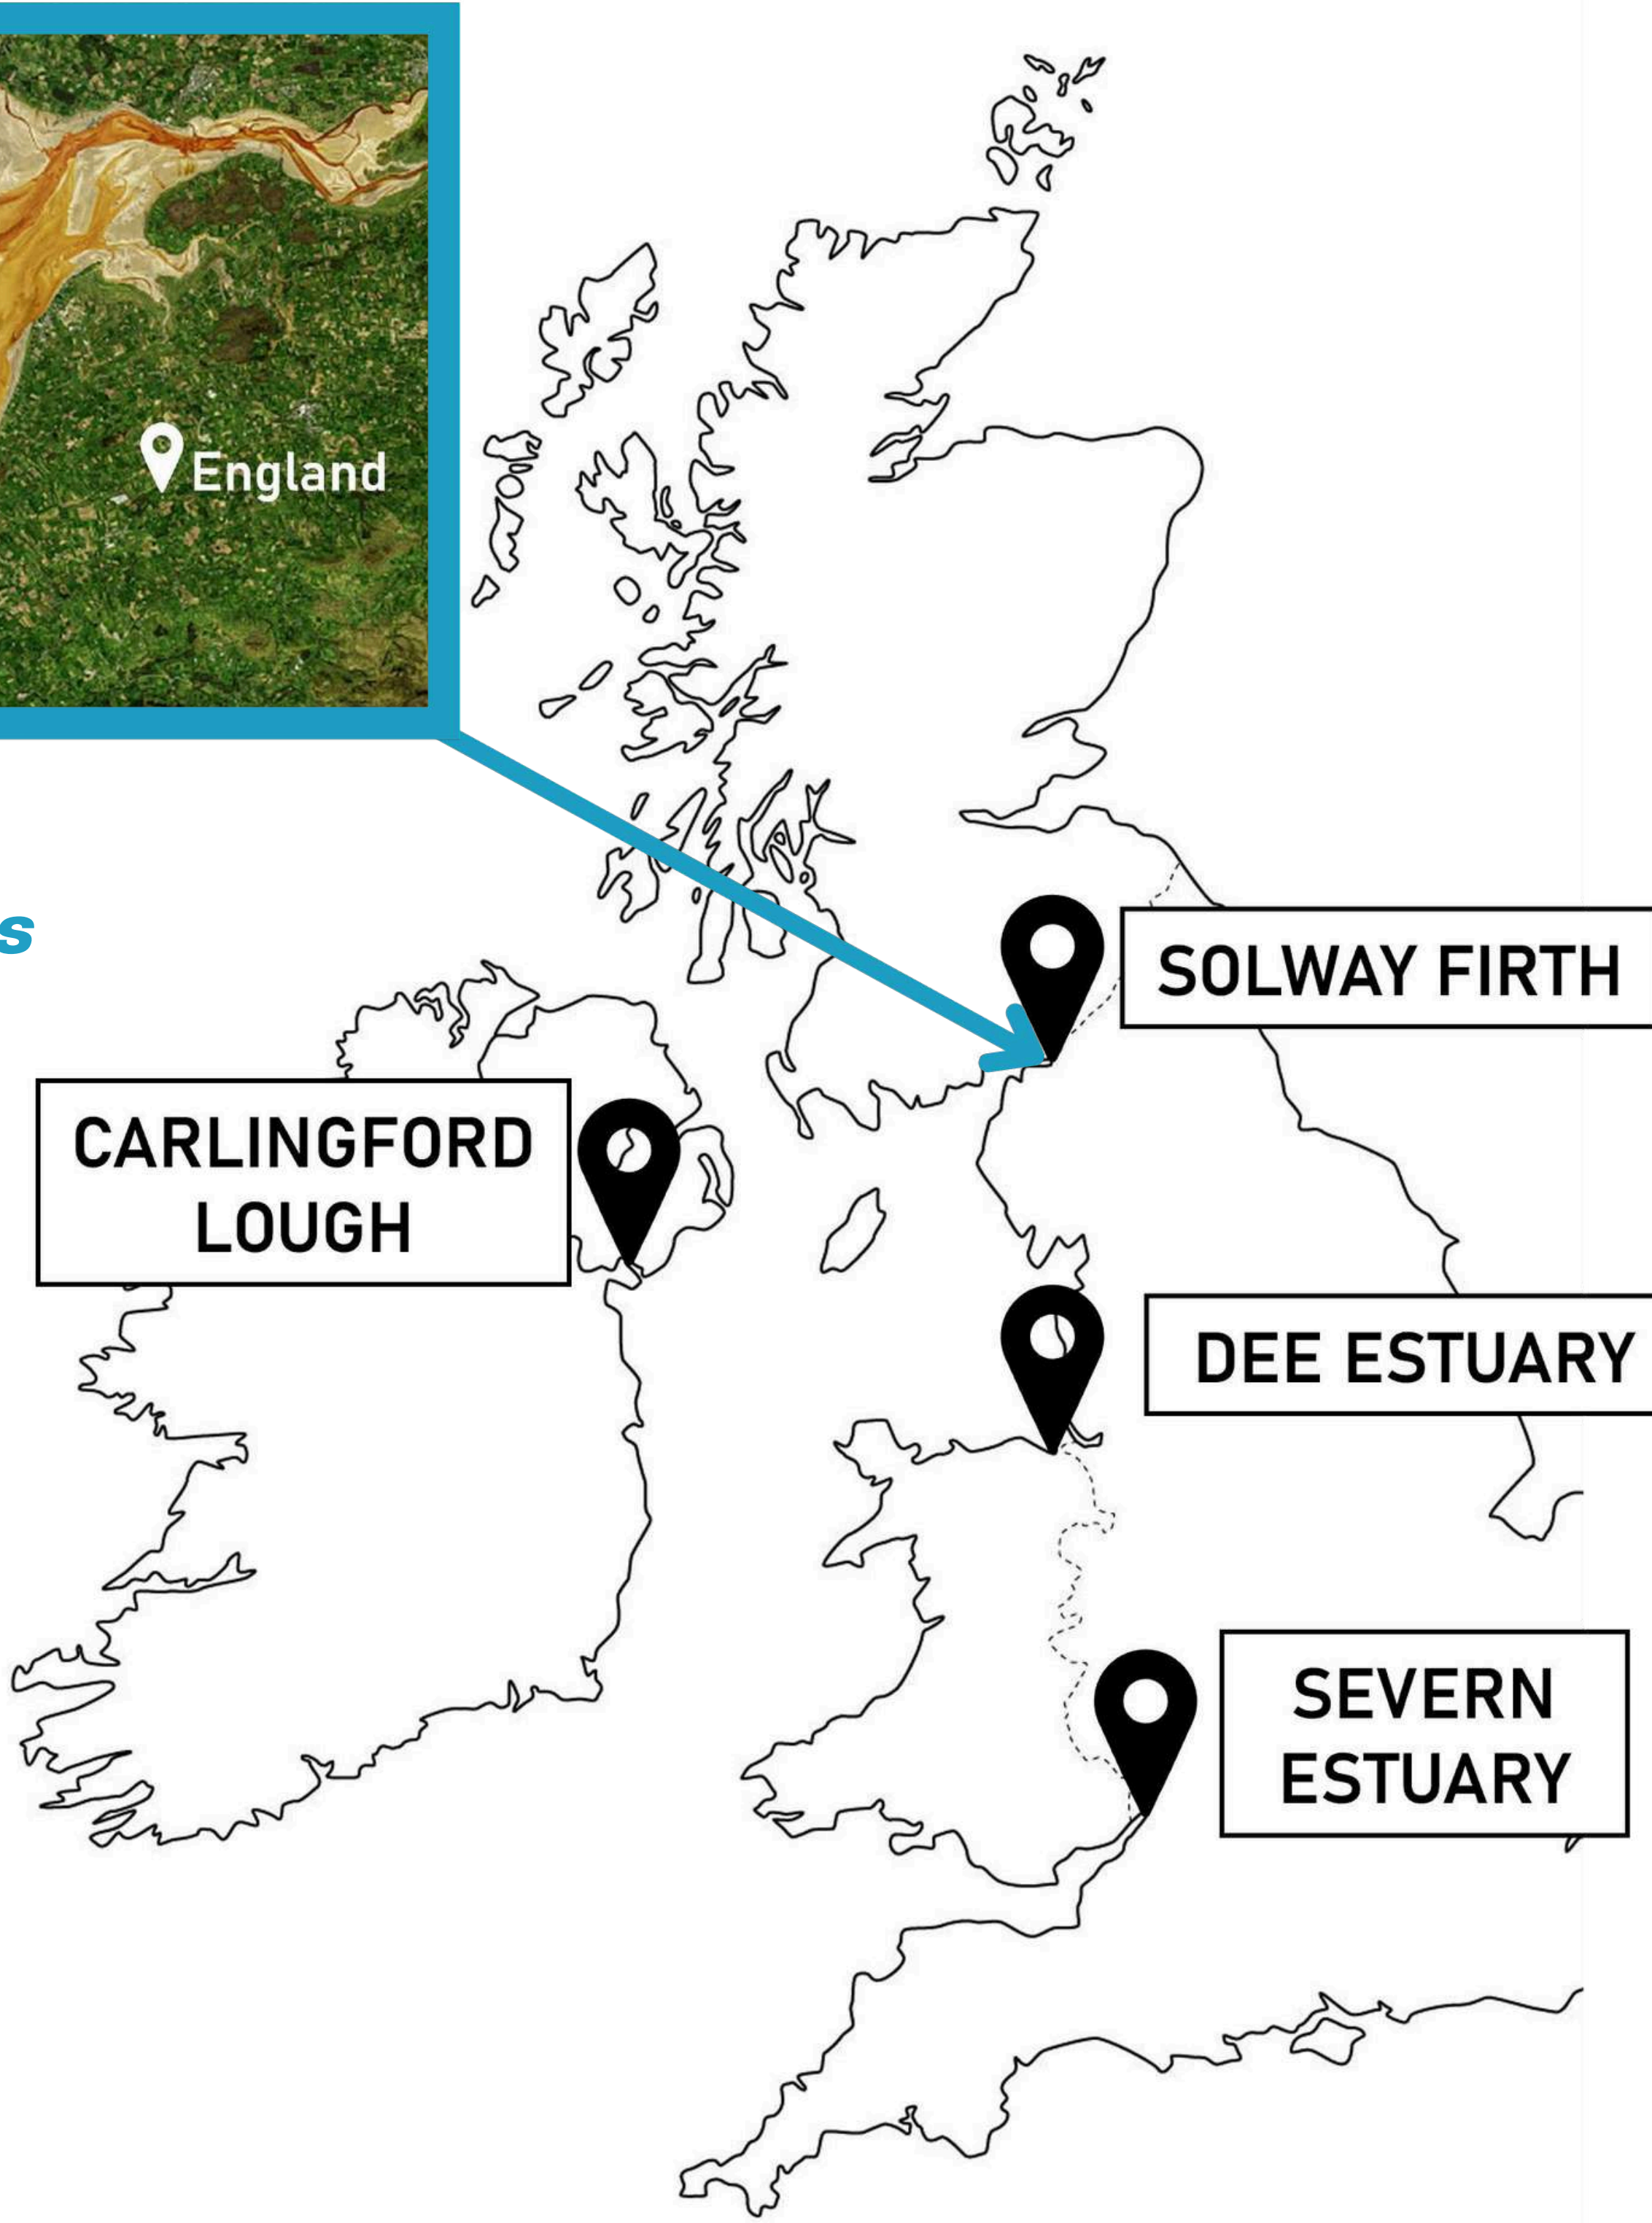 England
s
SOLWAY FIRTH
CARLINGFORD
LOUGH
DEE ESTUARY
SEVERN
ESTUARY